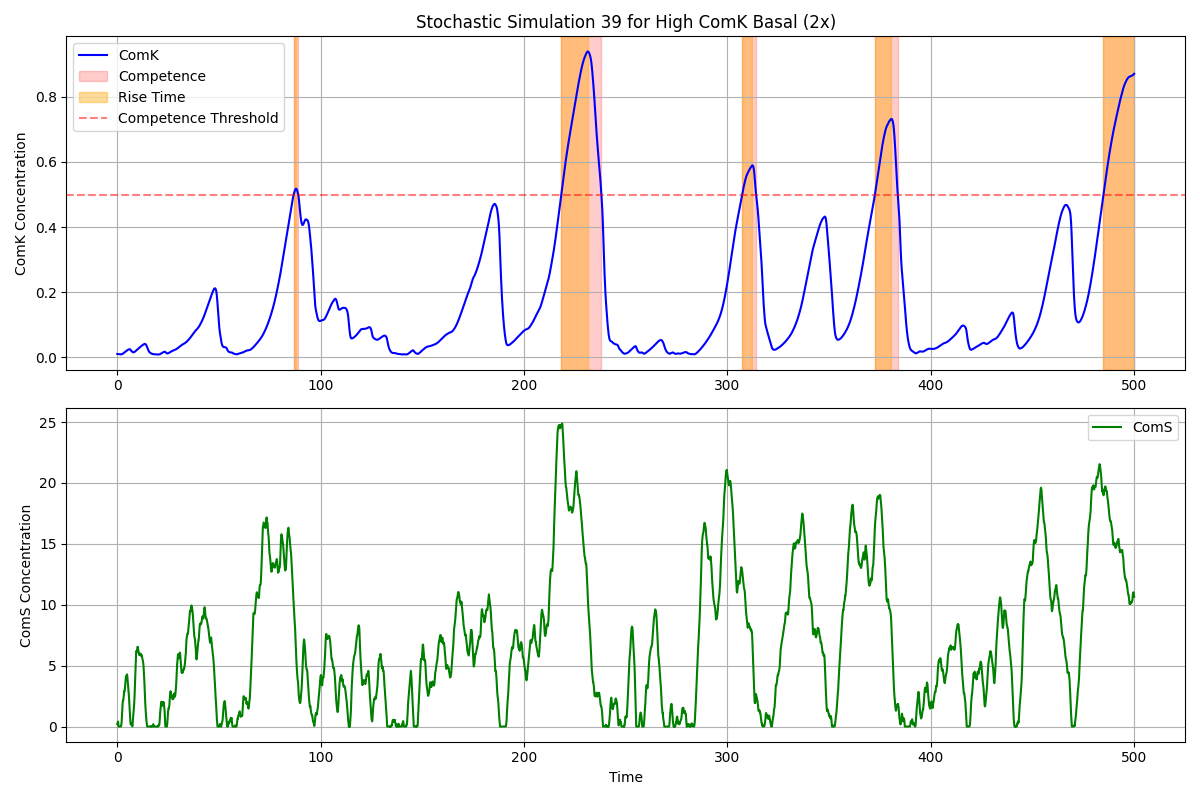 Stochastic Simulation 39 for High ComK Basal (2x)
ComK
Competence
Rise Time
Competence Threshold
ComK Concentration
0.8
0.6
0.4
0.2
0.0
0 100 200 300 400 500
ComS
ComS Concentration
25
20
15
10
5
0
0 100 200 300 400 500
Time